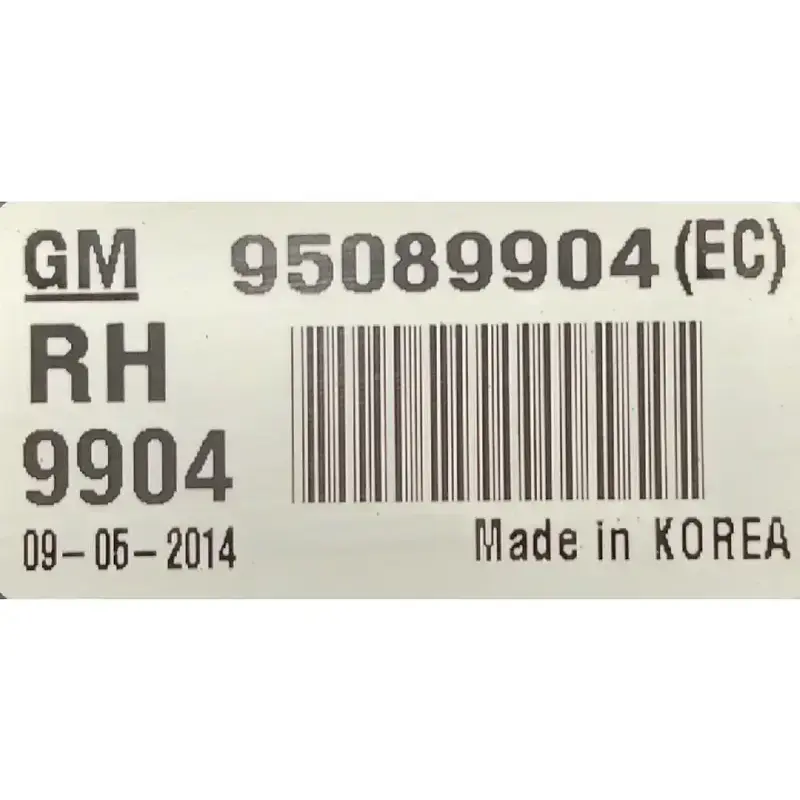 GM 95089904 (EC)
RH
9904
09-05-2014
Made in KOREA